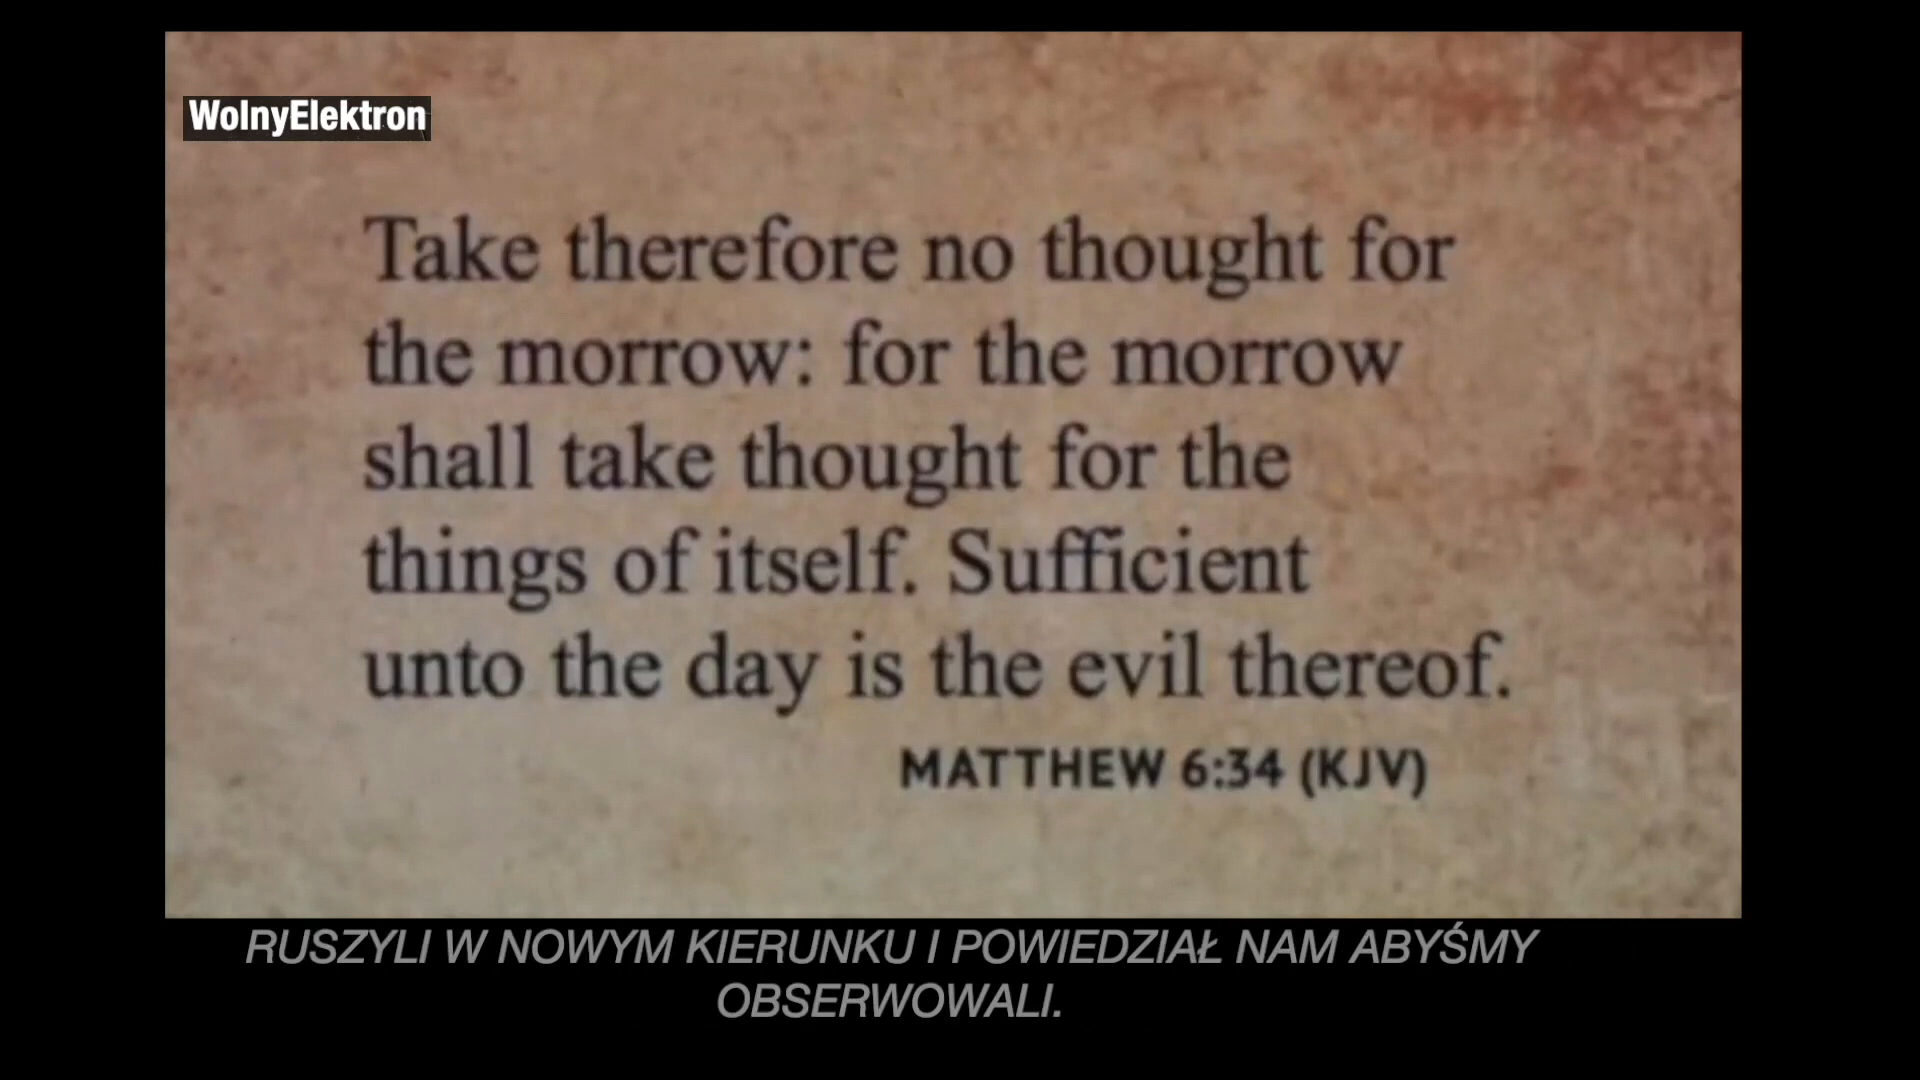 WolnyElektron
Take therefore no thought for
the morrow: for the morrow
shall take thought for the
things of itself. Sufficient
unto the day is the evil thereof.
MATTHEW 6:34 (KJV)
RUSZYLI W NOWYM KIERUNKU I POWIEDZIAŁ NAM ABYŚMY
OBSERWOWALI.